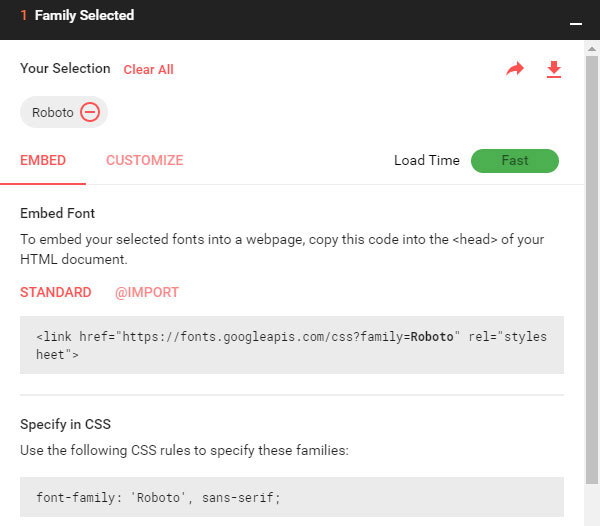 1 Family Selected
Your Selection Clear All
Roboto
EMBED CUSTOMIZE Load Time Fast
Embed Font
To embed your selected fonts into a webpage, copy this code into the <head> of your
HTML document.
STANDARD @IMPORT
<link href="https://fonts.googleapis.com/css?family=Roboto" rel="styles
heet">
Specify in CSS
Use the following CSS rules to specify these families:
font-family: 'Roboto', sans-serif;